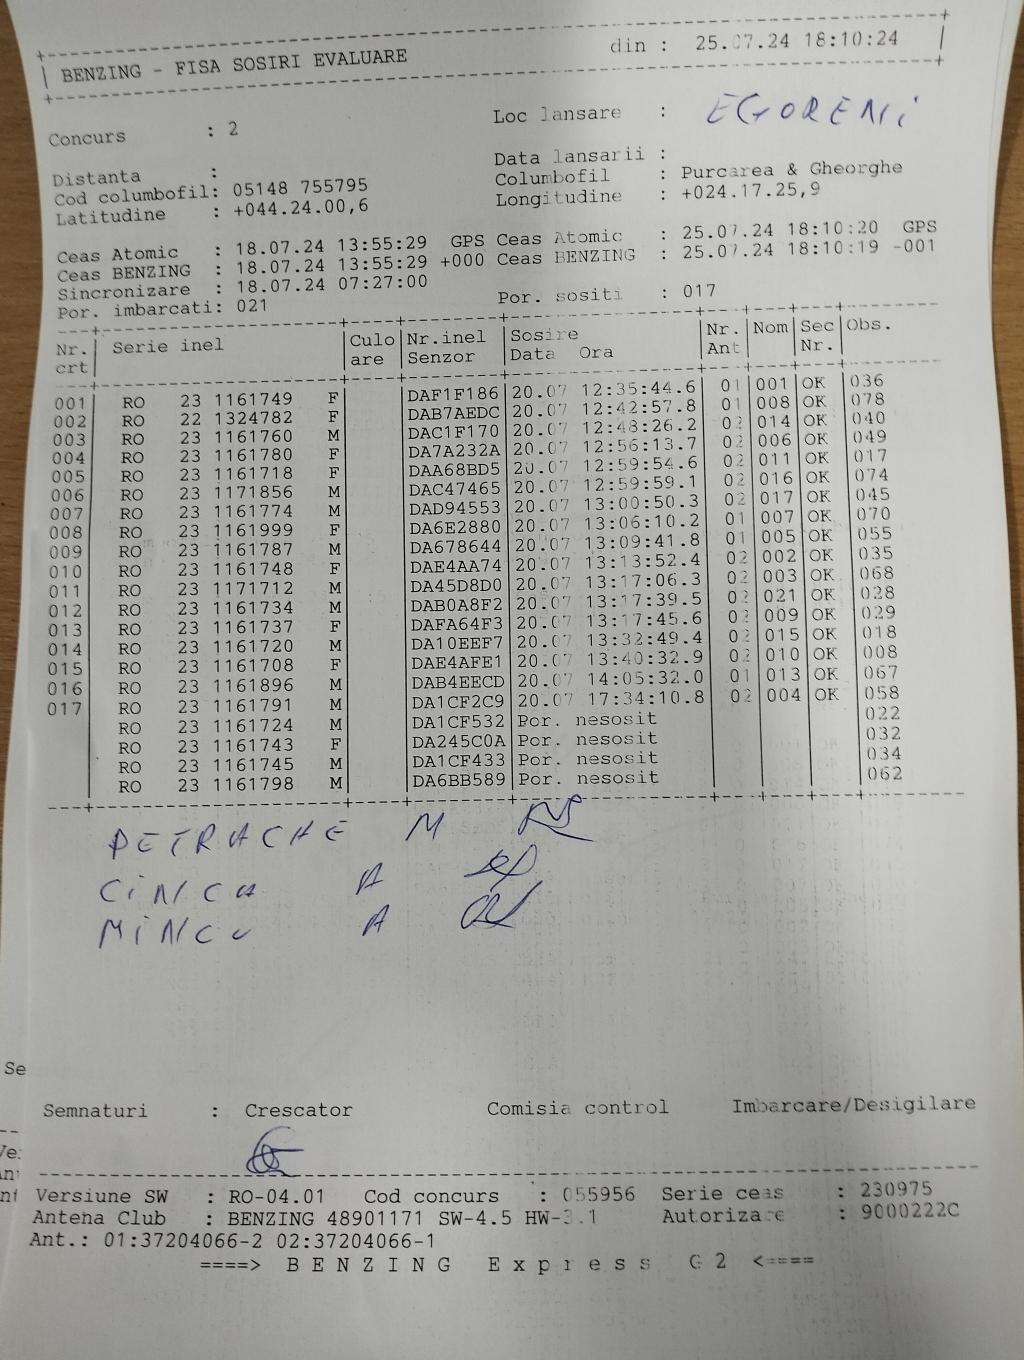 BENZING - FISA SOSIRI EVALUARE din : 25.07.24 18:10:24
Concurs : 2 Loc lansare : EGORENI
Distanta : Data lansarii :
Cod columbofil: 05148 755795 Columbofil : Purcarea & Gheorghe
Latitudine : +044.24.00,6 Longitudine : +024.17.25,9
Ceas Atomic : 18.07.24 13:55:29 GPS Ceas Atomic : 25.07.24 18:10:20 GPS
Ceas BENZING : 18.07.24 13:55:29 +000 Ceas BENZING : 25.07.24 18:10:19 -001
Sincronizare : 18.07.24 07:27:00
Por. imbarcati: 021 Por. sositi : 017
Nr. crt Serie inel Culo are Nr.inel Senzor Sosire Data Ora Nr. Ant Nom Sec Nr. Obs.
001 RO 23 1161749 F DAF1F186 20.07 12:35:44.6 01 001 OK 036
002 RO 22 1324782 F DAB7AEDC 20.07 12:42:57.8 01 008 OK 078
003 RO 23 1161760 M DAC1F170 20.07 12:48:26.2 02 014 OK 040
004 RO 23 1161780 F DA7A232A 20.07 12:56:13.7 02 006 OK 049
005 RO 23 1161718 F DAA68BD5 20.07 12:59:54.6 02 011 OK 017
006 RO 23 1171856 M DAC47465 20.07 12:59:59.1 02 016 OK 074
007 RO 23 1161774 M DAD94553 20.07 13:00:50.3 02 017 OK 045
008 RO 23 1161999 F DA6E2880 20.07 13:06:10.2 01 007 OK 070
009 RO 23 1161787 M DA678644 20.07 13:09:41.8 01 005 OK 055
010 RO 23 1161748 F DAE4AA74 20.07 13:13:52.4 02 002 OK 035
011 RO 23 1171712 M DA45D8D0 20.07 13:17:06.3 02 003 OK 068
012 RO 23 1161734 M DAB0A8F2 20.07 13:17:39.5 02 021 OK 028
013 RO 23 1161737 F DAFA64F3 20.07 13:17:45.6 02 009 OK 029
014 RO 23 1161720 M DA10EEF7 20.07 13:32:49.4 02 015 OK 018
015 RO 23 1161708 F DAE4AFE1 20.07 13:40:32.9 02 010 OK 008
016 RO 23 1161896 M DAB4EECD 20.07 14:05:32.0 01 013 OK 067
017 RO 23 1161791 M DA1CF2C9 20.07 17:34:10.8 02 004 OK 058
RO 23 1161724 M DA1CF532 Por. nesosit 022
RO 23 1161743 F DA245C0A Por. nesosit 032
RO 23 1161745 M DA1CF433 Por. nesosit 034
RO 23 1161798 M DA6BB589 Por. nesosit 062
PETRACHE M
CINCA A
MINCU A
Semnaturi : Crescator Comisia control Imbarcare/Desigilare
Versiune SW : RO-04.01 Cod concurs : 055956 Serie ceas : 230975
Antena Club : BENZING 48901171 SW-4.5 HW-3.1 Autorizare : 9000222C
Ant.: 01:37204066-2 02:37204066-1
====> BENZING Express G2 <====